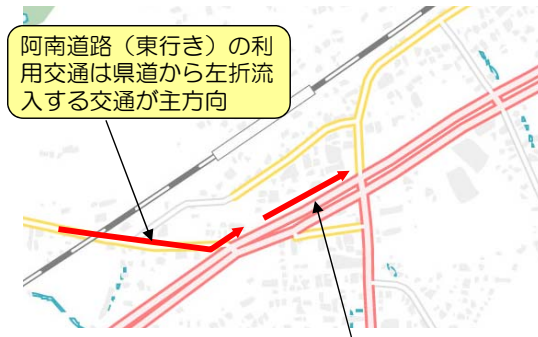 阿南道路（東行き）の利
用交通は県道から左折流
入する交通が主方向